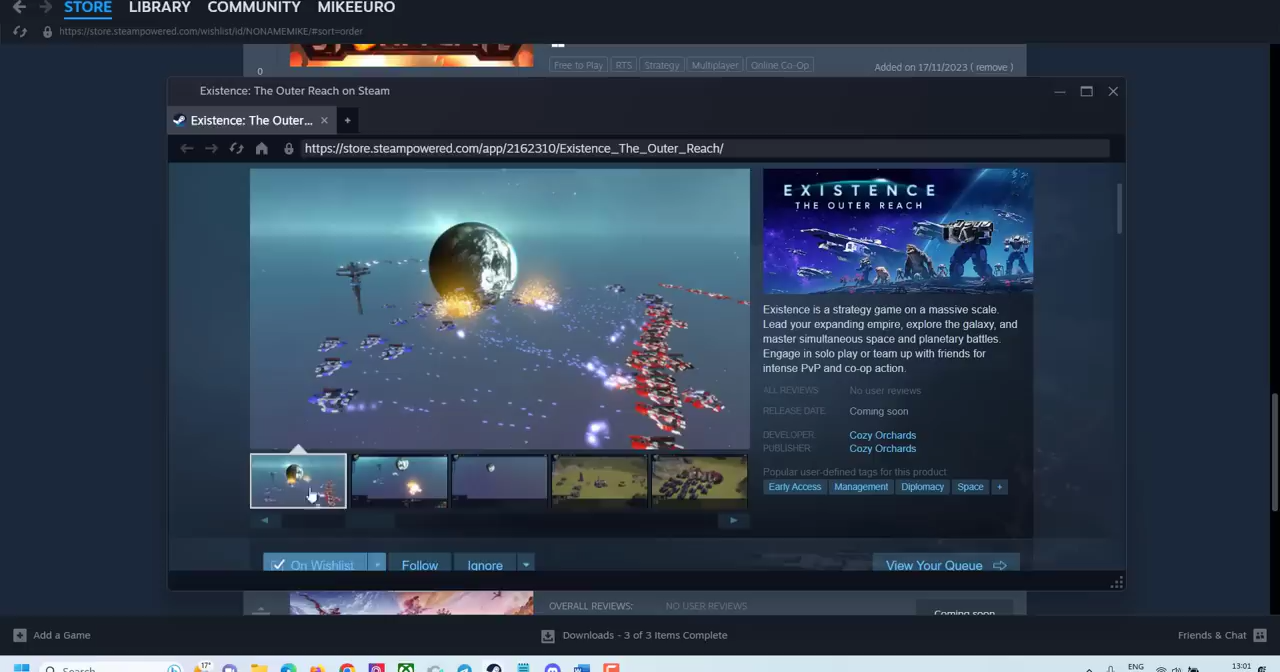 STORE LIBRARY COMMUNITY MIKEEURO
https://store.steampowered.com/wishlist/id/NONAMEMIKE/#sort=order
0
Free to Play RTS Strategy Multiplayer Online Co-Op
Added on 17/11/2023 ( remove )
Existence: The Outer Reach on Steam
Existence: The Outer...
https://store.steampowered.com/app/2162310/Existence_The_Outer_Reach/
EXISTENCE
THE OUTER REACH
Existence is a strategy game on a massive scale.
Lead your expanding empire, explore the galaxy, and
master simultaneous space and planetary battles.
Engage in solo play or team up with friends for
intense PvP and co-op action.
ALL REVIEWS: No user reviews
RELEASE DATE: Coming soon
DEVELOPER: Cozy Orchards
PUBLISHER: Cozy Orchards
Popular user-defined tags for this product
Early Access Management Diplomacy Space +
On Wishlist Follow Ignore View Your Queue
OVERALL REVIEWS: NO USER REVIEWS
Coming soon
Add a Game Downloads - 3 of 3 Items Complete Friends & Chat
Search 17° ENG 13:01